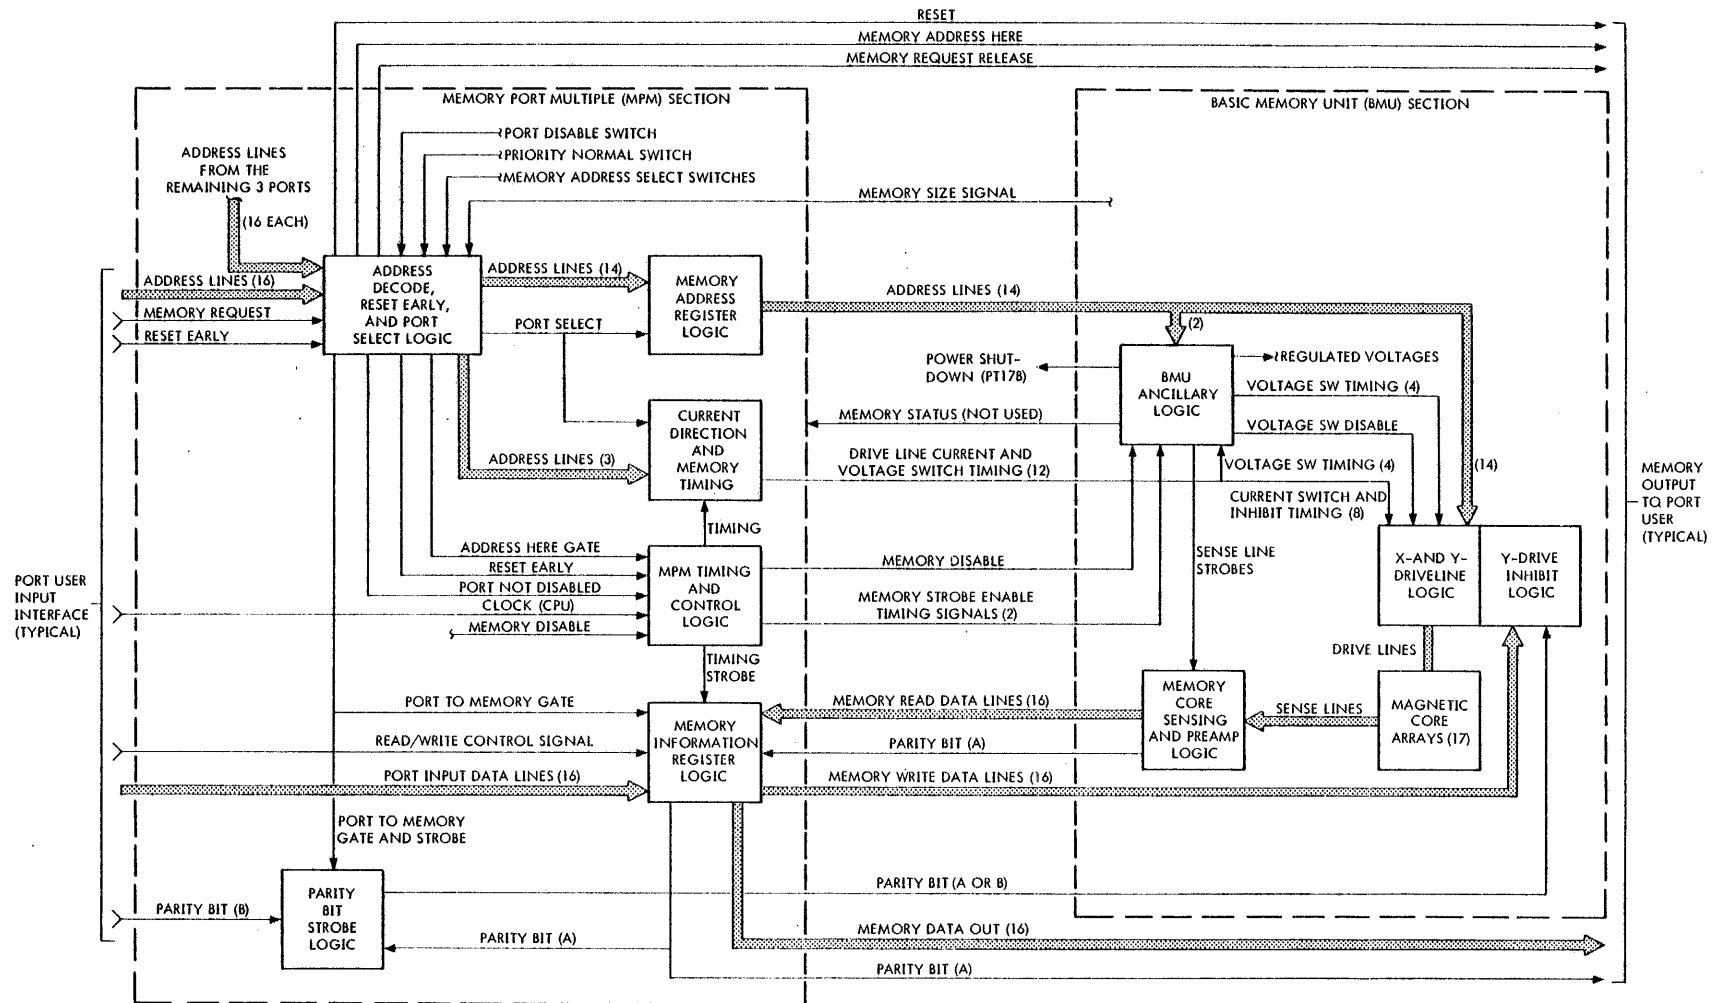 RESET
MEMORY ADDRESS HERE
MEMORY REQUEST RELEASE
MEMORY PORT MULTIPLE (MPM) SECTION
BASIC MEMORY UNIT (BMU) SECTION
PORT DISABLE SWITCH
PRIORITY NORMAL SWITCH
MEMORY ADDRESS SELECT SWITCHES
MEMORY SIZE SIGNAL
ADDRESS LINES
FROM THE
REMAINING 3 PORTS
(16 EACH)
ADDRESS LINES (16)
MEMORY REQUEST
RESET EARLY
ADDRESS
DECODE,
RESET EARLY,
AND PORT
SELECT LOGIC
ADDRESS LINES (14)
PORT SELECT
MEMORY
ADDRESS
REGISTER
LOGIC
ADDRESS LINES (14)
(2)
POWER SHUT-
DOWN (PT17B)
BMU
ANCILLARY
LOGIC
REGULATED VOLTAGES
VOLTAGE SW TIMING (4)
VOLTAGE SW DISABLE
MEMORY STATUS (NOT USED)
CURRENT
DIRECTION
AND
MEMORY
TIMING
ADDRESS LINES (3)
DRIVE LINE CURRENT AND
VOLTAGE SWITCH TIMING (12)
VOLTAGE SW TIMING (4)
(14)
CURRENT SWITCH AND
INHIBIT TIMING (8)
MEMORY
OUTPUT
TO PORT
USER
(TYPICAL)
TIMING
ADDRESS HERE GATE
RESET EARLY
PORT NOT DISABLED
CLOCK (CPU)
MEMORY DISABLE
MPM TIMING
AND
CONTROL
LOGIC
MEMORY DISABLE
MEMORY STROBE ENABLE
TIMING SIGNALS (2)
SENSE LINE
STROBES
X-AND Y-
DRIVELINE
LOGIC
Y-DRIVE
INHIBIT
LOGIC
PORT USER
INPUT
INTERFACE
(TYPICAL)
TIMING
STROBE
DRIVE LINES
PORT TO MEMORY GATE
READ/WRITE CONTROL SIGNAL
PORT INPUT DATA LINES (16)
MEMORY
INFORMATION
REGISTER
LOGIC
MEMORY READ DATA LINES (16)
PARITY BIT (A)
MEMORY WRITE DATA LINES (16)
MEMORY
CORE
SENSING
AND PREAMP
LOGIC
SENSE LINES
MAGNETIC
CORE
ARRAYS (17)
PORT TO MEMORY
GATE AND STROBE
PARITY BIT (B)
PARITY
BIT
STROBE
LOGIC
PARITY BIT (A OR B)
PARITY BIT (A)
MEMORY DATA OUT (16)
PARITY BIT (A)